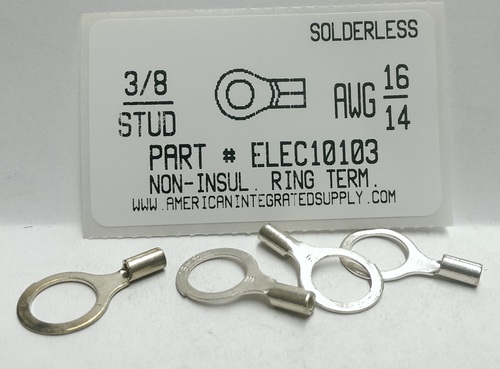 SOLDERLESS
3/8
STUD
AWG 16/14
PART # ELEC10103
NON-INSUL. RING TERM.
WWW.AMERICANINTEGRATEDSUPPLY.COM